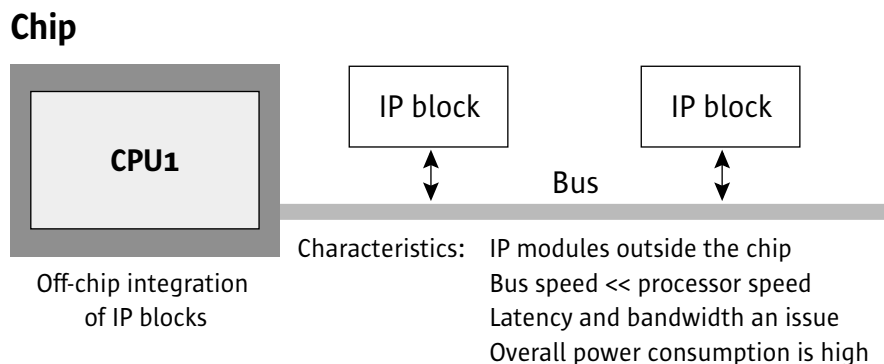 Chip
CPU1
IP block
IP block
Bus
Off-chip integration
of IP blocks
Characteristics: IP modules outside the chip
Bus speed << processor speed
Latency and bandwidth an issue
Overall power consumption is high